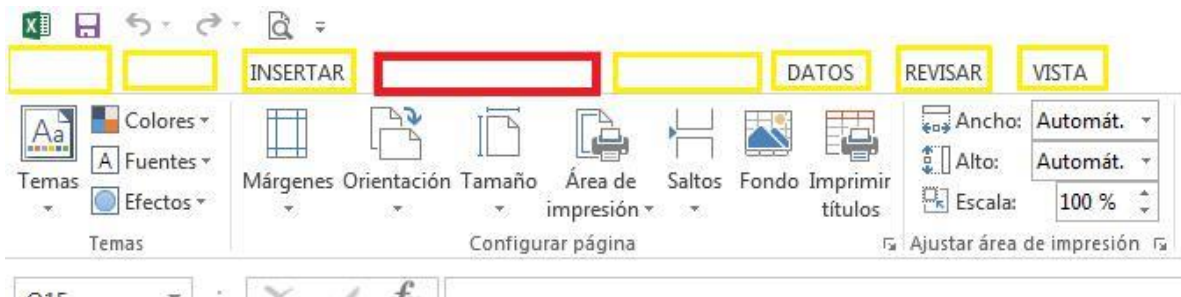 INSERTAR DATOS REVISAR VISTA
Aa Colores Ancho: Automát.
A Fuentes Alto: Automát.
Temas Márgenes Orientación Tamaño Área de Saltos Fondo Imprimir
Efectos impresión títulos Escala: 100 %
Temas Configurar página Ajustar área de impresión